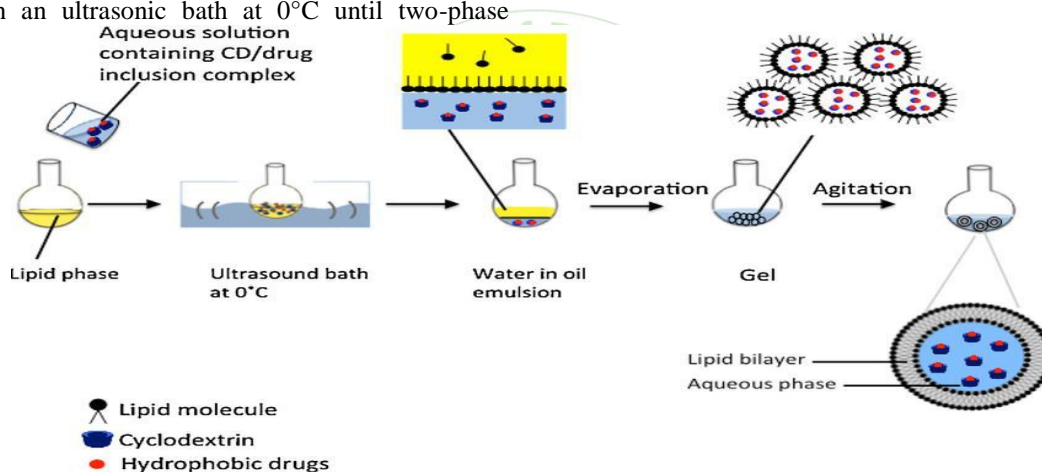 n an ultrasonic bath at 0°C until two-phase
Aqueous solution
containing CD/drug
inclusion complex
Evaporation
Agitation
Lipid phase
Ultrasound bath
at 0°C
Water in oil
emulsion
Gel
Lipid bilayer
Aqueous phase
Lipid molecule
Cyclodextrin
Hydrophobic drugs